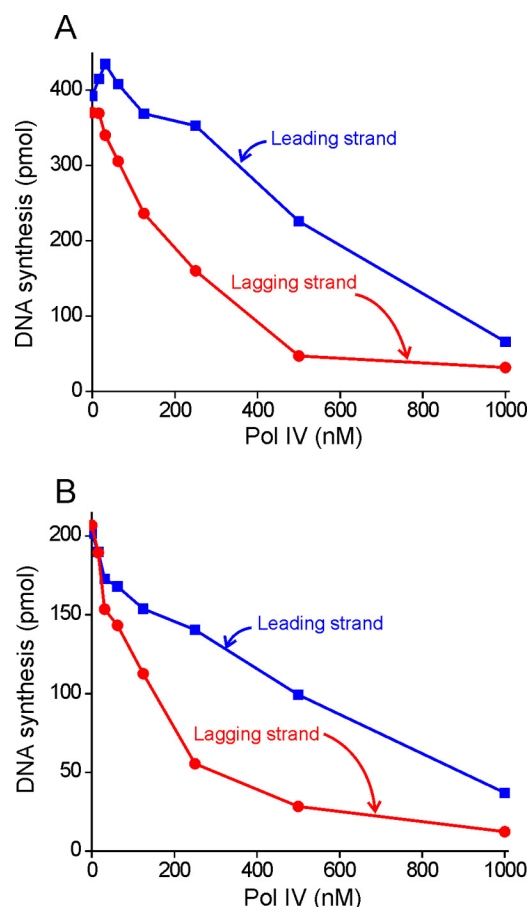 A
400
300
200
100
0
DNA synthesis (pmol)
Leading strand
Lagging strand
0 200 400 600 800 1000
Pol IV (nM)
B
200
150
100
50
0
DNA synthesis (pmol)
Leading strand
Lagging strand
0 200 400 600 800 1000
Pol IV (nM)